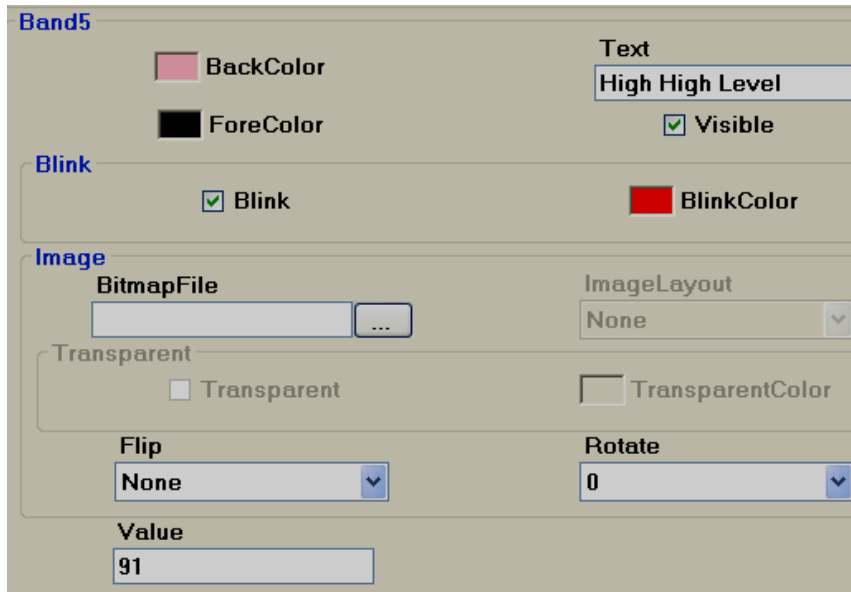 Band5
BackColor
Text
High High Level
ForeColor
Visible
Blink
Blink
BlinkColor
Image
BitmapFile
ImageLayout
...
None
Transparent
Transparent
TransparentColor
Flip
Rotate
None
0
Value
91